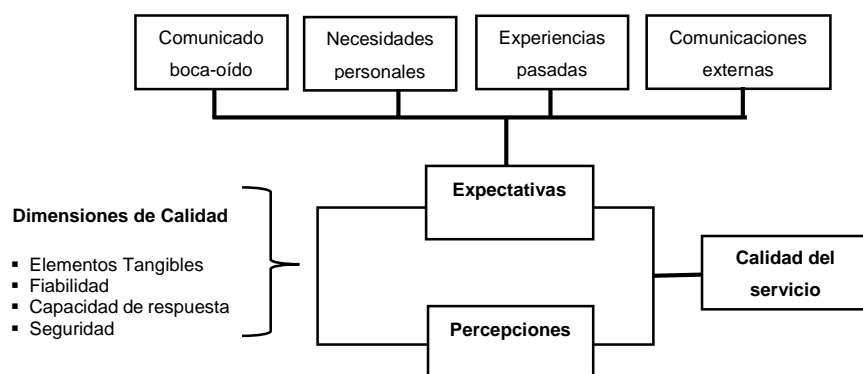 Comunicado
boca-oído
Necesidades
personales
Experiencias
pasadas
Comunicaciones
externas
Expectativas
Dimensiones de Calidad
▪ Elementos Tangibles
▪ Fiabilidad
▪ Capacidad de respuesta
▪ Seguridad
Calidad del
servicio
Percepciones